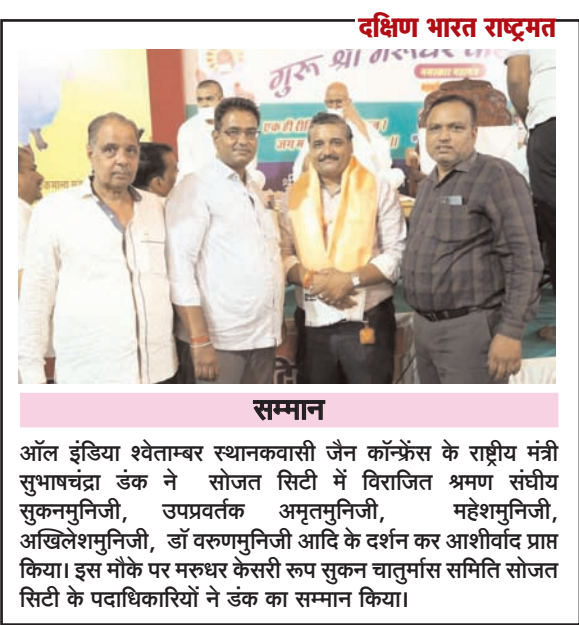 दक्षिण भारत राष्ट्रमत
गुरू श्री
एक ही
सम्मान
ऑल इंडिया श्वेताम्बर स्थानकवासी जैन कॉन्फ्रेंस के राष्ट्रीय मंत्री
सुभाषचंद्रा डंक ने सोजत सिटी में विराजित श्रमण संघीय
सुकनमुनिजी, उपप्रवर्तक अमृतमुनिजी, महेशमुनिजी,
अखिलेशमुनिजी, डॉ वरुणमुनिजी आदि के दर्शन कर आशीर्वाद प्राप्त
किया। इस मौके पर मरुधर केसरी रूप सुकन चातुर्मास समिति सोजत
सिटी के पदाधिकारियों ने डंक का सम्मान किया।